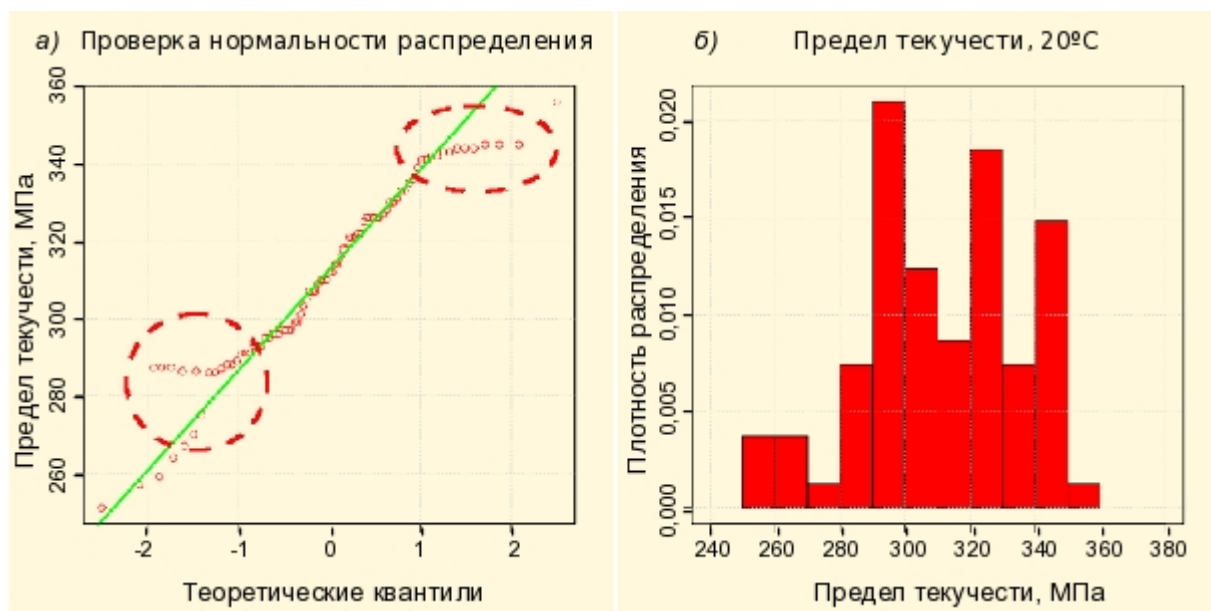 а) Проверка нормальности распределения
Предел текучести, МПа
360
340
320
300
280
260
-2 -1 0 1 2
Теоретические квантили
б) Предел текучести, 20ºС
Плотность распределения
0,020
0,015
0,010
0,005
0,000
240 260 280 300 320 340 360 380
Предел текучести, МПа